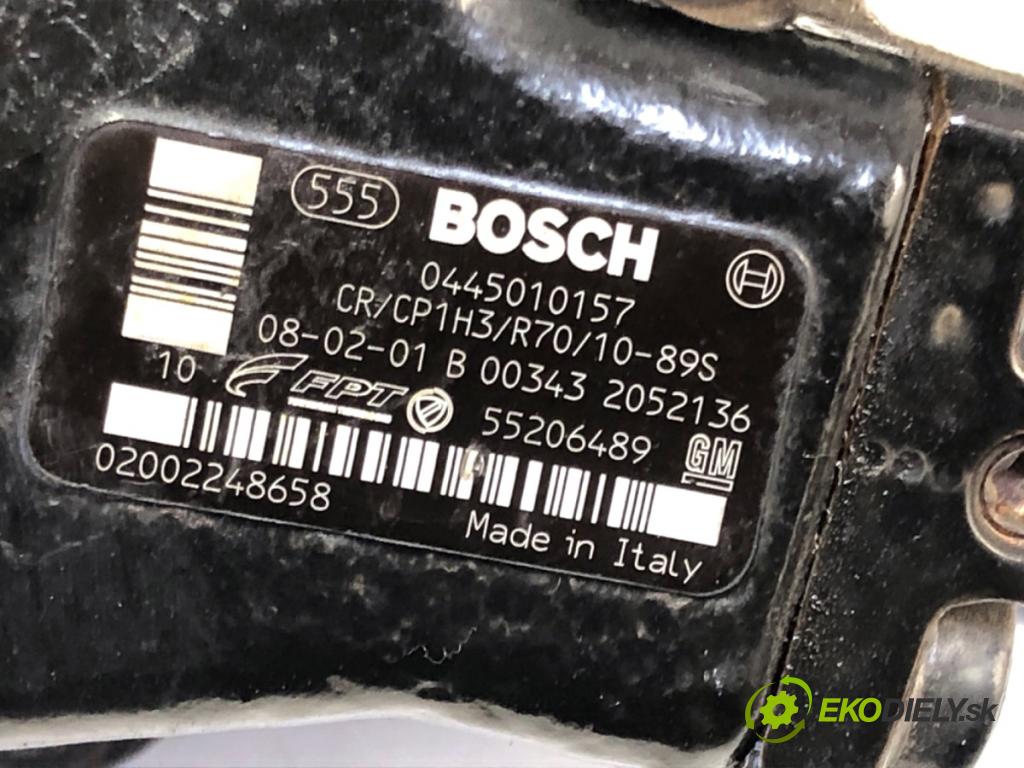 555 BOSCH
0445010157
CR/CP1H3/R70/10-89S
08-02-01 B 00343 2052136
10 FPT 55206489 GM
02002248658
Made in Italy
EKODIELY.sk